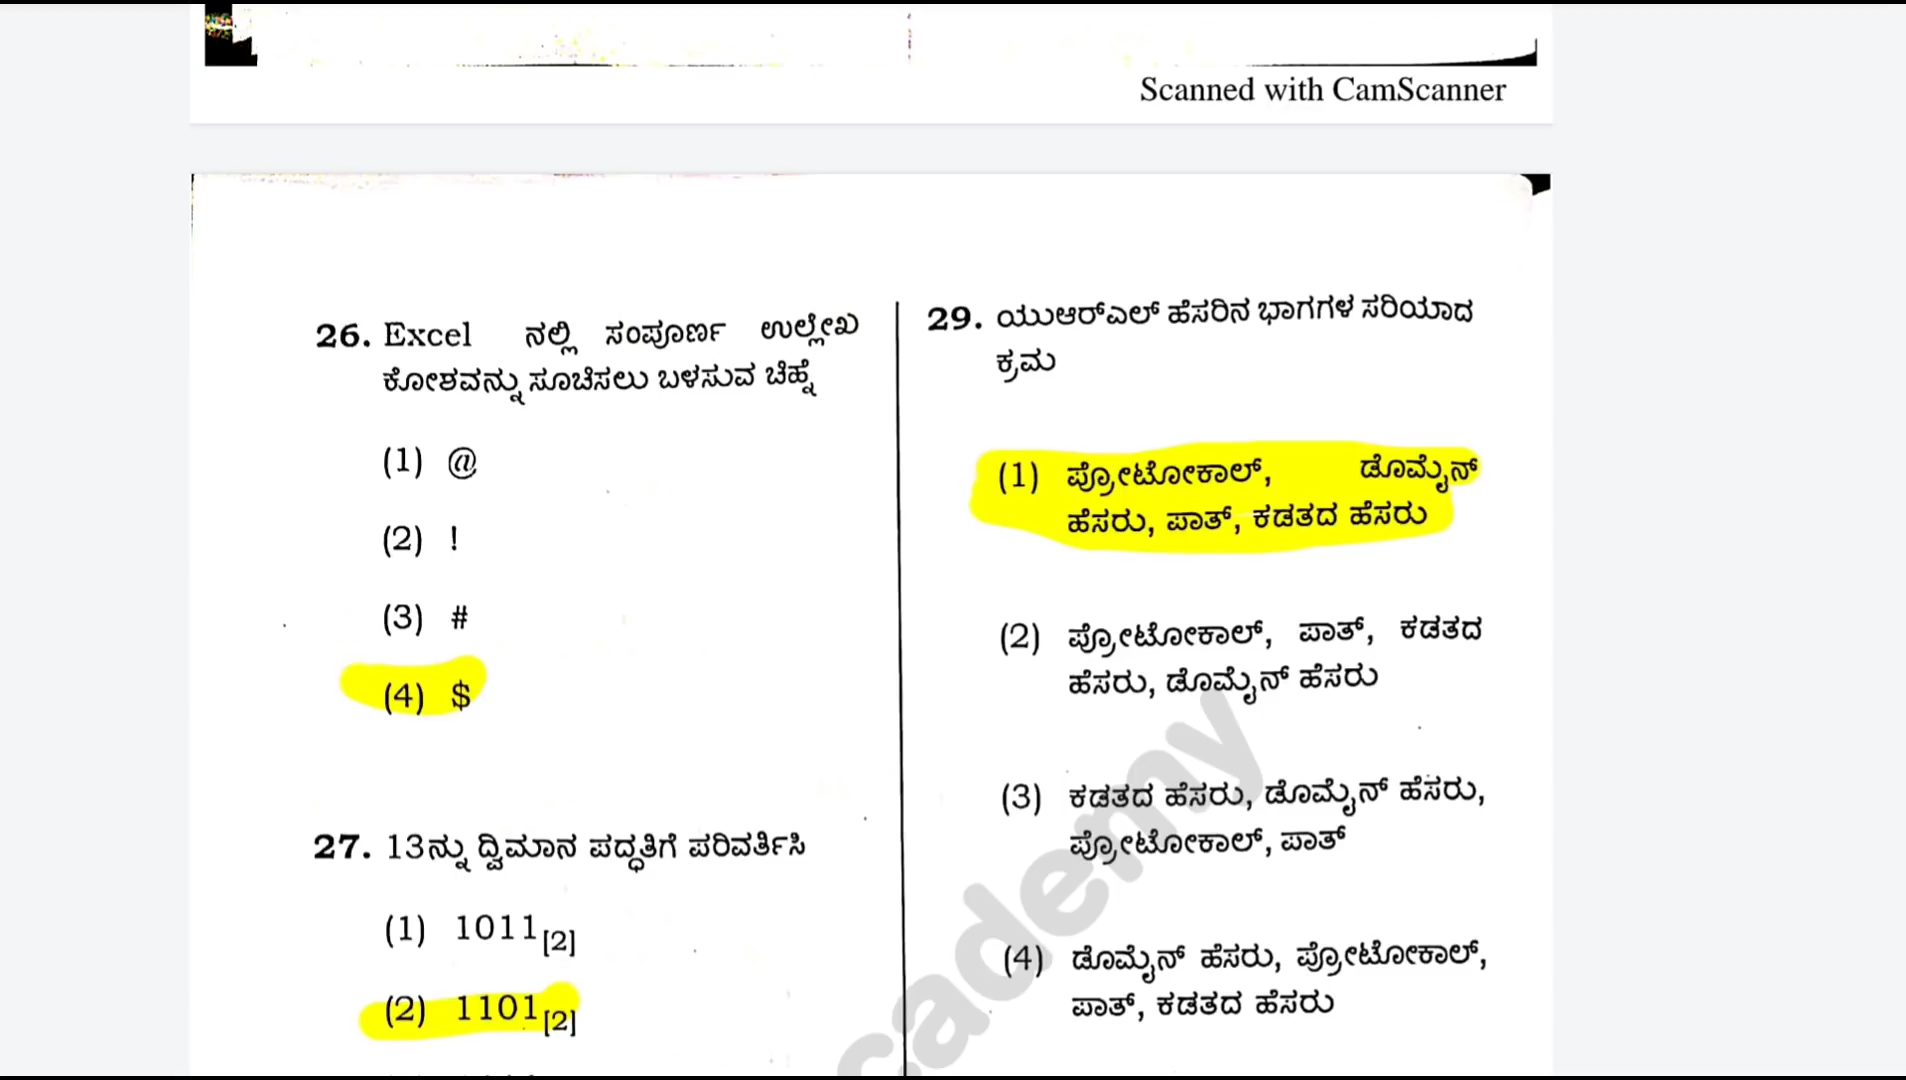 Scanned with CamScanner
26. Excel ನಲ್ಲಿ ಸಂಪೂರ್ಣ ಉಲ್ಲೇಖ
ಕೋಶವನ್ನು ಸೂಚಿಸಲು ಬಳಸುವ ಚಿಹ್ನೆ
(1) @
(2) !
(3) #
(4) $
27. 13ನ್ನು ದ್ವಿಮಾನ ಪದ್ಧತಿಗೆ ಪರಿವರ್ತಿಸಿ
(1) 1011[2]
(2) 1101[2]
29. ಯುಆರ್‌ಎಲ್ ಹೆಸರಿನ ಭಾಗಗಳ ಸರಿಯಾದ
ಕ್ರಮ
(1) ಪ್ರೋಟೋಕಾಲ್, ಡೊಮೈನ್
ಹೆಸರು, ಪಾತ್, ಕಡತದ ಹೆಸರು
(2) ಪ್ರೋಟೋಕಾಲ್, ಪಾತ್, ಕಡತದ
ಹೆಸರು, ಡೊಮೈನ್ ಹೆಸರು
(3) ಕಡತದ ಹೆಸರು, ಡೊಮೈನ್ ಹೆಸರು,
ಪ್ರೋಟೋಕಾಲ್, ಪಾತ್
(4) ಡೊಮೈನ್ ಹೆಸರು, ಪ್ರೋಟೋಕಾಲ್,
ಪಾತ್, ಕಡತದ ಹೆಸರು
cademy